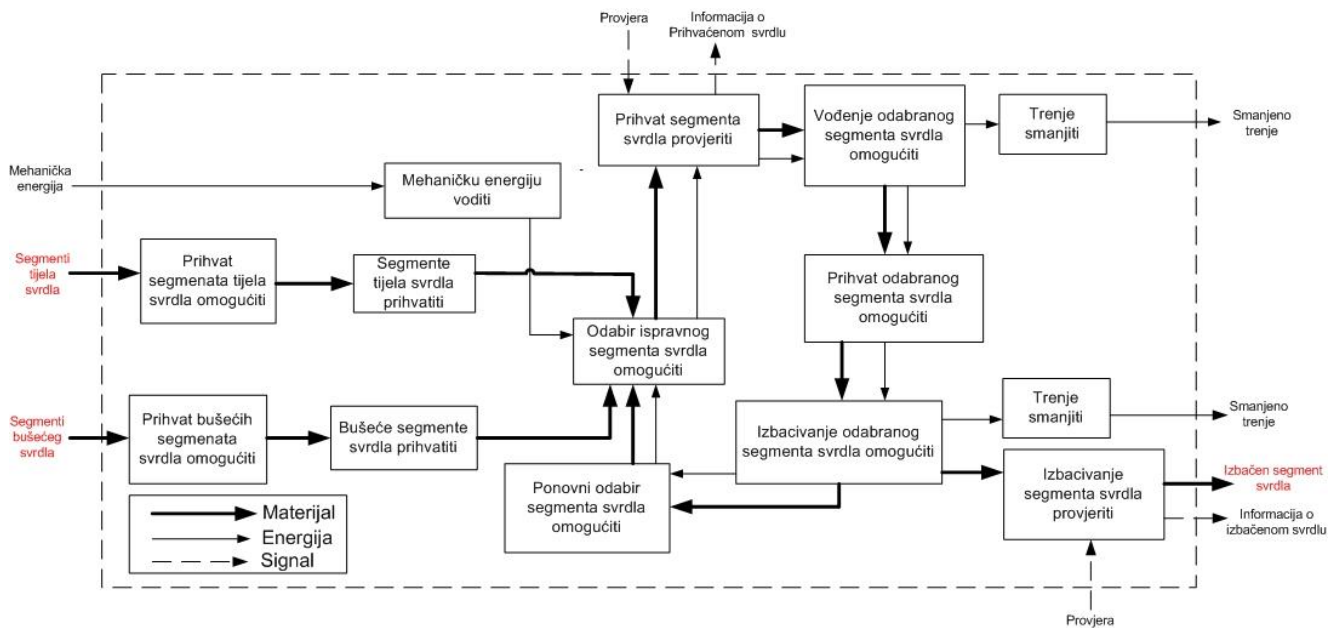 Provjera
Informacija o
Prihvaćenom svrdlu
Prihvat segmenta
svrdla provjeriti
Vođenje odabranog
segmenta svrdla
omogućiti
Trenje
smanjiti
Smanjeno
trenje
Mehanička
energija
Mehaničku energiju
voditi
Segmenti
tijela
svrdla
Prihvat
segmenata tijela
svrdla omogućiti
Segmente
tijela svrdla
prihvatiti
Prihvat odabranog
segmenta svrdla
omogućiti
Odabir ispravnog
segmenta svrdla
omogućiti
Segmenti
bušećeg
svrdla
Prihvat bušećih
segmenata
svrdla omogućiti
Bušeće segmente
svrdla prihvatiti
Izbacivanje odabranog
segmenta svrdla omogućiti
Trenje
smanjiti
Smanjeno
trenje
Ponovni odabir
segmenta svrdla
omogućiti
Izbacivanje
segmenta svrdla
provjeriti
Izbačen segment
svrdla
Informacija o
izbačenom svrdlu
Materijal
Energija
Signal
Provjera